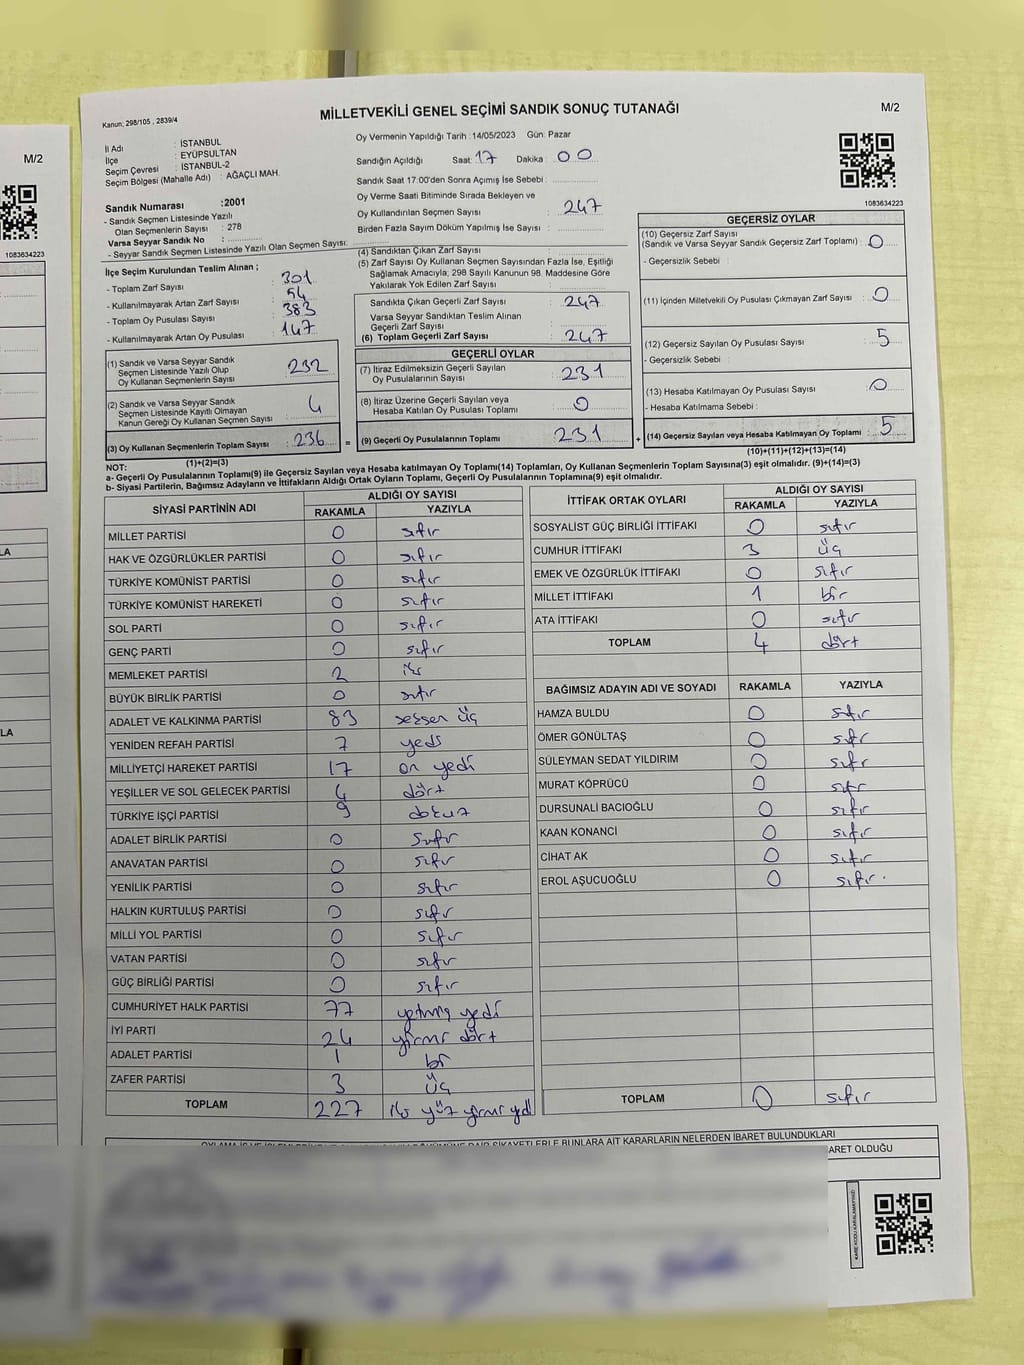 M/2
1083634223
LA
LA
MİLLETVEKİLİ GENEL SEÇİMİ SANDIK SONUÇ TUTANAĞI
M/2
Kanun; 298/105 , 2839/4
İl Adı : İSTANBUL
İlçe : EYÜPSULTAN
Seçim Çevresi : İSTANBUL-2
Seçim Bölgesi (Mahalle Adı) : AĞAÇLI MAH.
Sandık Numarası :2001
- Sandık Seçmen Listesinde Yazılı
Olan Seçmenlerin Sayısı : 278
Varsa Seyyar Sandık No :
- Seyyar Sandık Seçmen Listesinde Yazılı Olan Seçmen Sayısı:
İlçe Seçim Kurulundan Teslim Alınan ;
- Toplam Zarf Sayısı : 301
- Kullanılmayarak Artan Zarf Sayısı : 54
- Toplam Oy Pusulası Sayısı : 383
- Kullanılmayarak Artan Oy Pusulası : 147
(1) Sandık ve Varsa Seyyar Sandık
Seçmen Listesinde Yazılı Olup
Oy Kullanan Seçmenlerin Sayısı : 232
(2) Sandık ve Varsa Seyyar Sandık
Seçmen Listesinde Kayıtlı Olmayan
Kanun Gereği Oy Kullanan Seçmen Sayısı : 4
(3) Oy Kullanan Seçmenlerin Toplam Sayısı : 236
(1)+(2)=(3)
Oy Vermenin Yapıldığı Tarih :14/05/2023 Gün: Pazar
Sandığın Açıldığı Saat: 17 Dakika : 00
Sandık Saat 17:00'den Sonra Açımış İse Sebebi :
Oy Verme Saati Bitiminde Sırada Bekleyen ve
Oy Kullandırılan Seçmen Sayısı : 247
Birden Fazla Sayım Döküm Yapılmış İse Sayısı :
(4) Sandıktan Çıkan Zarf Sayısı :
(5) Zarf Sayısı Oy Kullanan Seçmen Sayısından Fazla İse, Eşitliği
Sağlamak Amacıyla; 298 Sayılı Kanunun 98. Maddesine Göre
Yakılarak Yok Edilen Zarf Sayısı :
Sandıkta Çıkan Geçerli Zarf Sayısı : 247
Varsa Seyyar Sandıktan Teslim Alınan
Geçerli Zarf Sayısı :
(6) Toplam Geçerli Zarf Sayısı : 247
GEÇERLİ OYLAR
(7) İtiraz Edilmeksizin Geçerli Sayılan
Oy Pusulalarının Sayısı : 231
(8) İtiraz Üzerine Geçerli Sayılan veya
Hesaba Katılan Oy Pusulası Toplamı : 0
= (9) Geçerli Oy Pusulalarının Toplamı : 231 +
1083634223
GEÇERSİZ OYLAR
(10) Geçersiz Zarf Sayısı
(Sandık ve Varsa Seyyar Sandık Geçersiz Zarf Toplamı) : 0
- Geçersizlik Sebebi :
(11) İçinden Milletvekili Oy Pusulası Çıkmayan Zarf Sayısı : 0
(12) Geçersiz Sayılan Oy Pusulası Sayısı : 5
- Geçersizlik Sebebi :
(13) Hesaba Katılmayan Oy Pusulası Sayısı : 0
- Hesaba Katılmama Sebebi :
(14) Geçersiz Sayılan veya Hesaba Katılmayan Oy Toplamı : 5
(10)+(11)+(12)+(13)=(14)
NOT:
a- Geçerli Oy Pusulalarının Toplamı(9) ile Geçersiz Sayılan veya Hesaba katılmayan Oy Toplamı(14) Toplamları, Oy Kullanan Seçmenlerin Toplam Sayısına(3) eşit olmalıdır. (9)+(14)=(3)
b- Siyasi Partilerin, Bağımsız Adayların ve İttifakların Aldığı Ortak Oyların Toplamı, Geçerli Oy Pusulalarının Toplamına(9) eşit olmalıdır.
SİYASİ PARTİNİN ADI ALDIĞI OY SAYISI
RAKAMLA YAZIYLA
MİLLET PARTİSİ 0 sıfır
HAK VE ÖZGÜRLÜKLER PARTİSİ 0 sıfır
TÜRKİYE KOMÜNİST PARTİSİ 0 sıfır
TÜRKİYE KOMÜNİST HAREKETİ 0 sıfır
SOL PARTİ 0 sıfır
GENÇ PARTİ 0 sıfır
MEMLEKET PARTİSİ 2 iki
BÜYÜK BİRLİK PARTİSİ 0 sıfır
ADALET VE KALKINMA PARTİSİ 83 seksen üç
YENİDEN REFAH PARTİSİ 7 yedi
MİLLİYETÇİ HAREKET PARTİSİ 17 on yedi
YEŞİLLER VE SOL GELECEK PARTİSİ 4 dört
TÜRKİYE İŞÇİ PARTİSİ 9 dokuz
ADALET BİRLİK PARTİSİ 0 sıfır
ANAVATAN PARTİSİ 0 sıfır
YENİLİK PARTİSİ 0 sıfır
HALKIN KURTULUŞ PARTİSİ 0 sıfır
MİLLİ YOL PARTİSİ 0 sıfır
VATAN PARTİSİ 0 sıfır
GÜÇ BİRLİĞİ PARTİSİ 0 sıfır
CUMHURİYET HALK PARTİSİ 77 yetmiş yedi
İYİ PARTİ 24 yirmi dört
ADALET PARTİSİ 1 bir
ZAFER PARTİSİ 3 üç
TOPLAM 227 iki yüz yirmi yedi
İTTİFAK ORTAK OYLARI ALDIĞI OY SAYISI
RAKAMLA YAZIYLA
SOSYALİST GÜÇ BİRLİĞİ İTTİFAKI 0 sıfır
CUMHUR İTTİFAKI 3 üç
EMEK VE ÖZGÜRLÜK İTTİFAKI 0 sıfır
MİLLET İTTİFAKI 1 bir
ATA İTTİFAKI 0 sıfır
TOPLAM 4 dört
BAĞIMSIZ ADAYIN ADI VE SOYADI RAKAMLA YAZIYLA
HAMZA BULDU 0 sıfır
ÖMER GÖNÜLTAŞ 0 sıfır
SÜLEYMAN SEDAT YILDIRIM 0 sıfır
MURAT KÖPRÜCÜ 0 sıfır
DURSUNALİ BACIOĞLU 0 sıfır
KAAN KONANCİ 0 sıfır
CİHAT AK 0 sıfır
EROL AŞUCUOĞLU 0 sıfır.
TOPLAM 0 sıfır
KARARLARIN NELERDEN İBARET BULUNDUKLARI
ARET OLDUĞU
KARE KODU KARALAMAYINIZ!